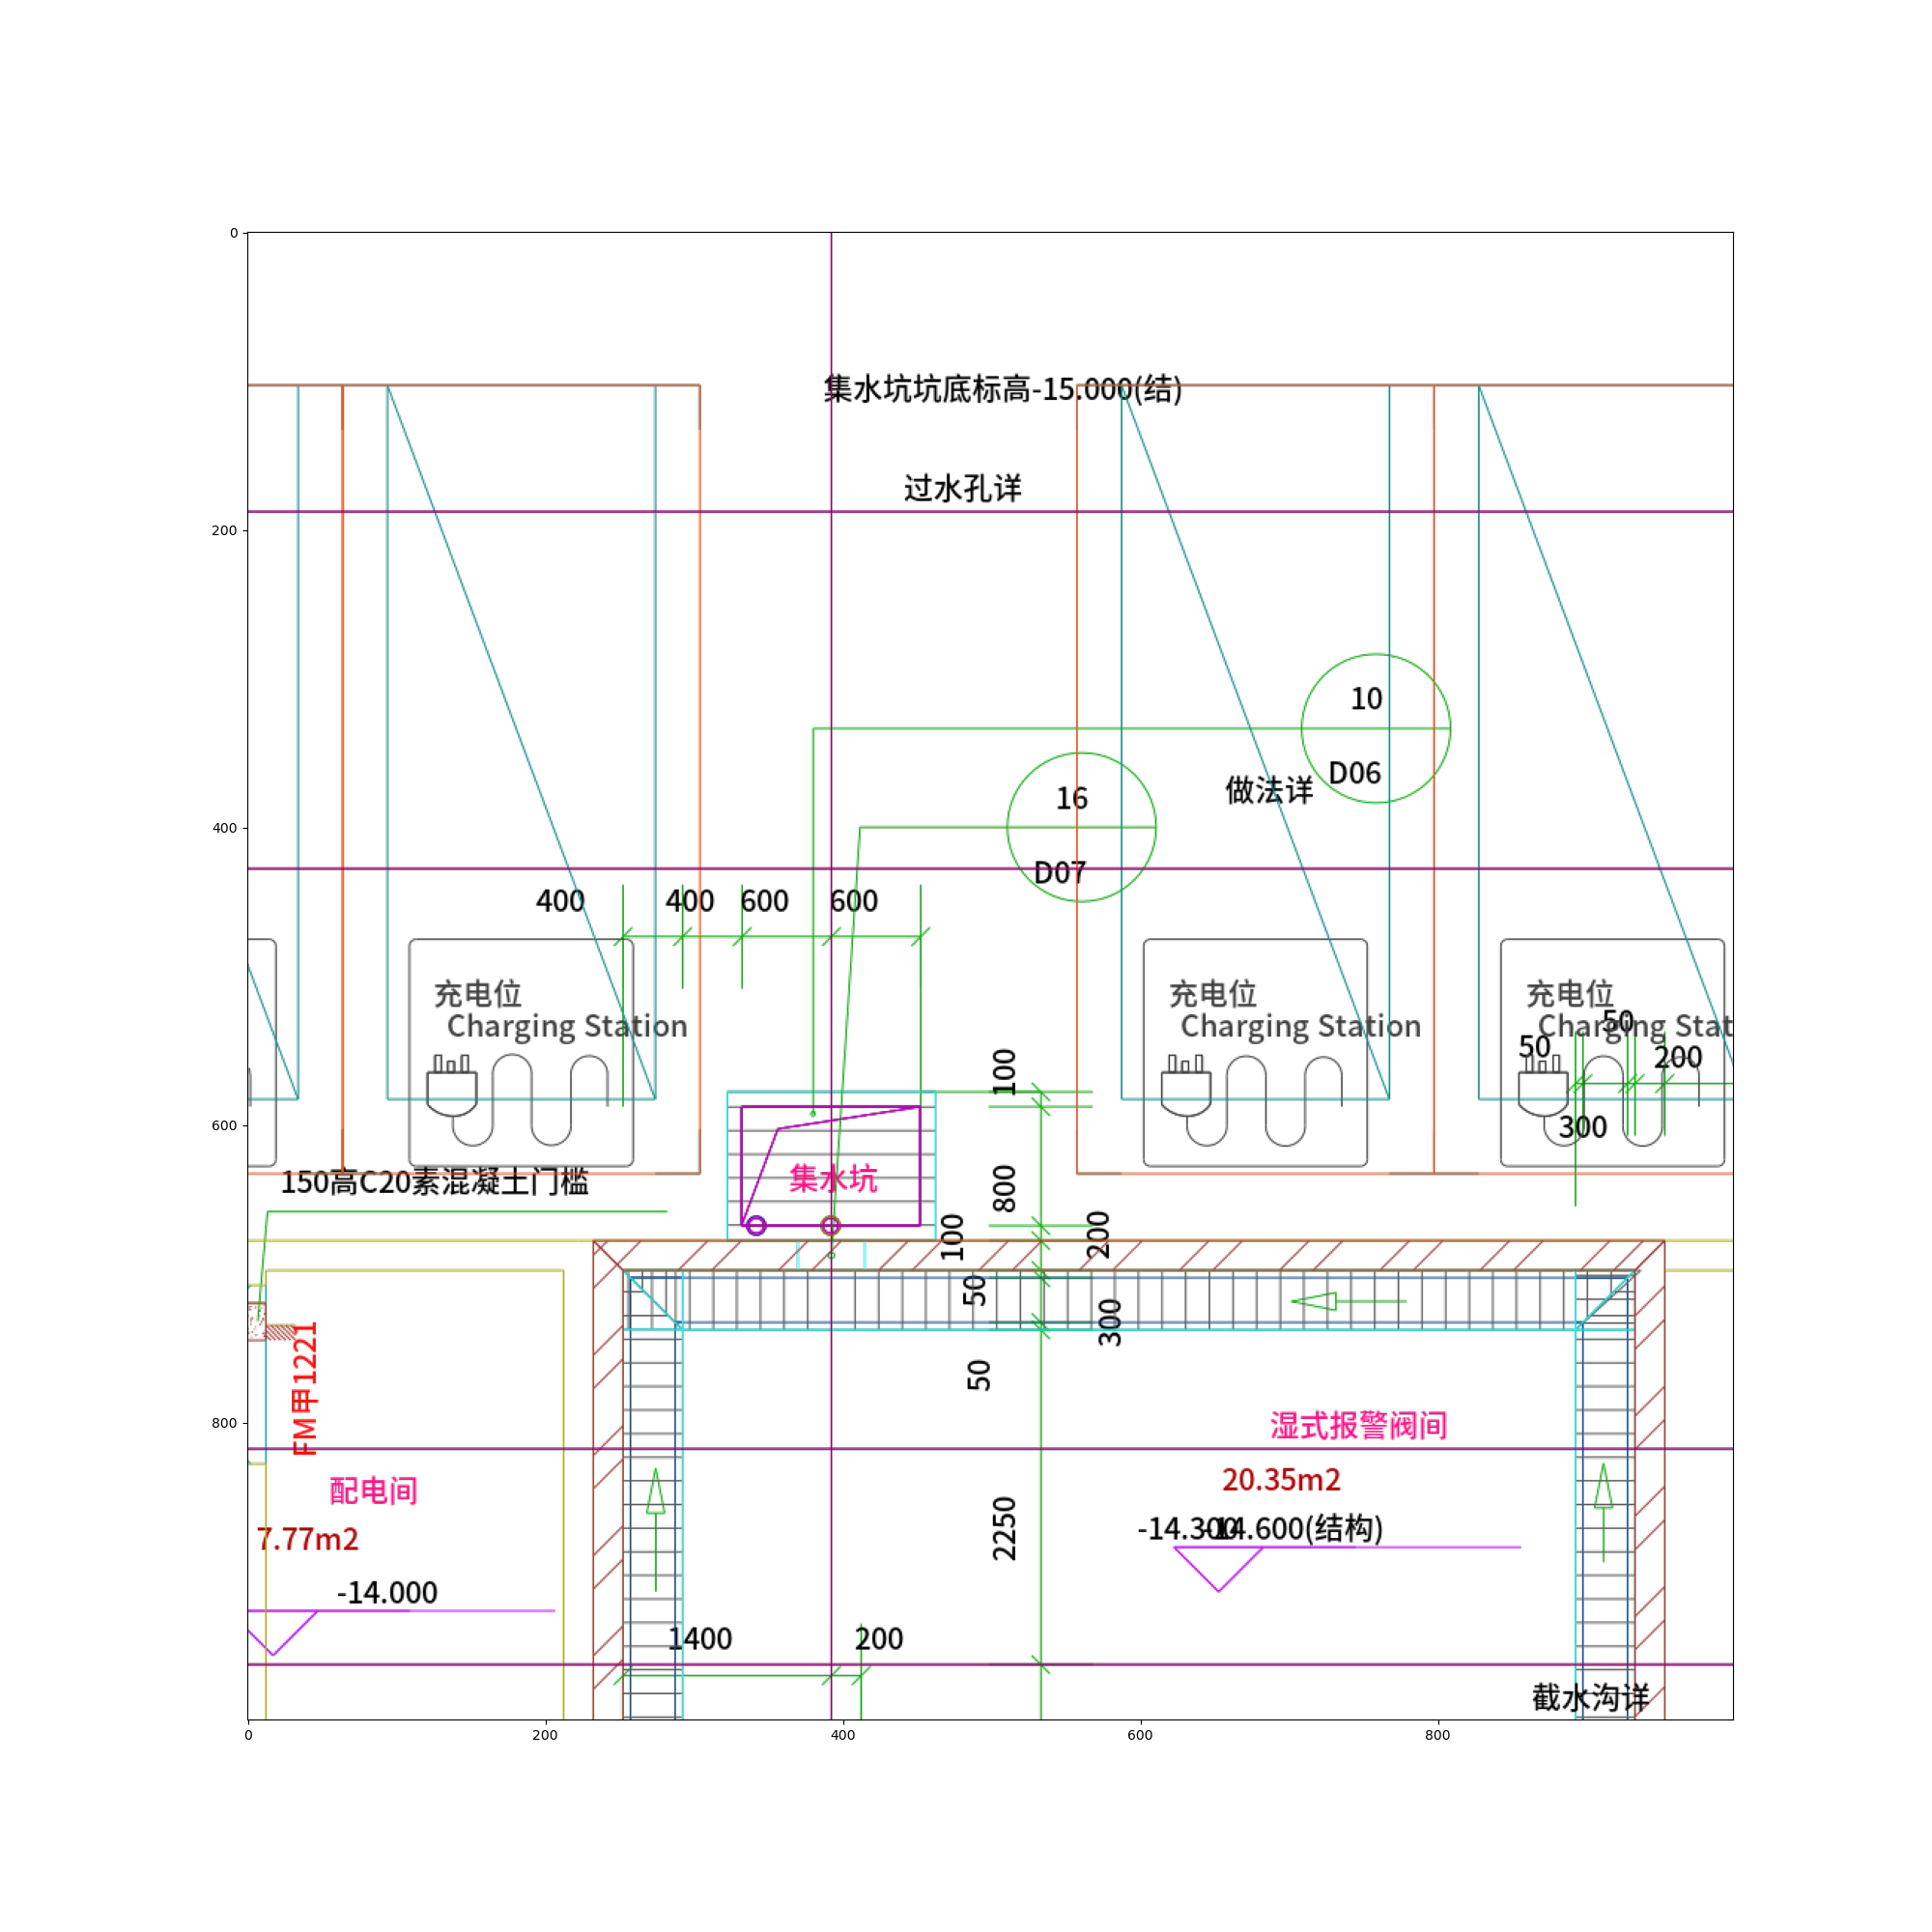 0
集水坑坑底标高-15.000(结)
过水孔详
200
10
D06
做法详
16
D07
400
400 400 600 600
充电位
Charging Station
充电位
Charging Station
充电位
Charging Stat
50
50
200
300
100
600
集水坑
800
150高C20素混凝土门槛
100
200
50
300
FM甲1221
50
800
湿式报警阀间
20.35m2
配电间
-14.300
-14.600(结构)
2250
7.77m2
-14.000
1400 200
截水沟详
0 200 400 600 800